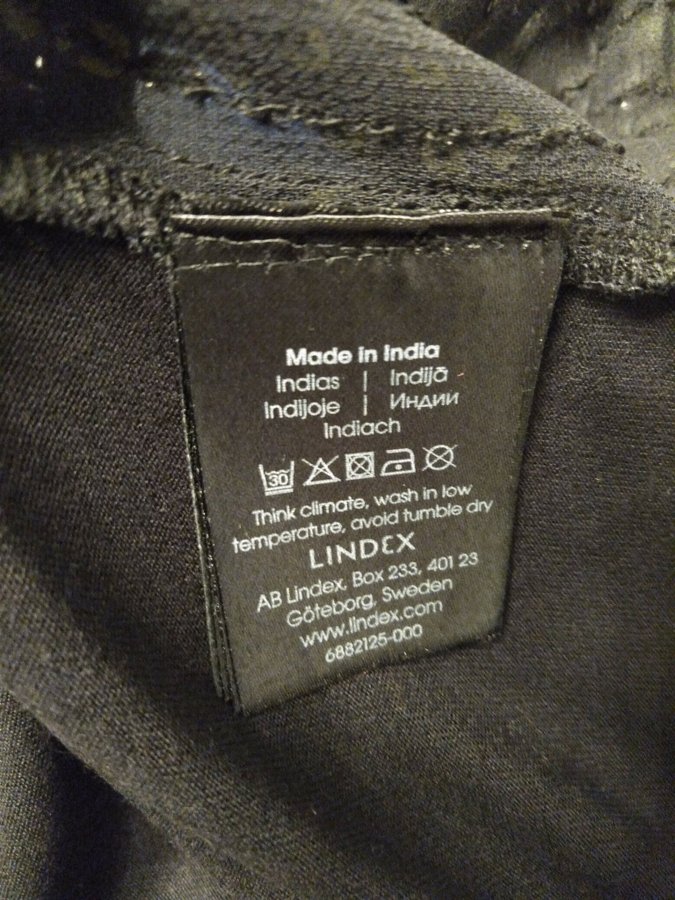 Made in India
Indias | Indijā
Indijoje | Индии
Indiach
30
Think climate, wash in low
temperature, avoid tumble dry
LINDEX
AB Lindex, Box 233, 401 23
Göteborg, Sweden
www.lindex.com
6882125-000